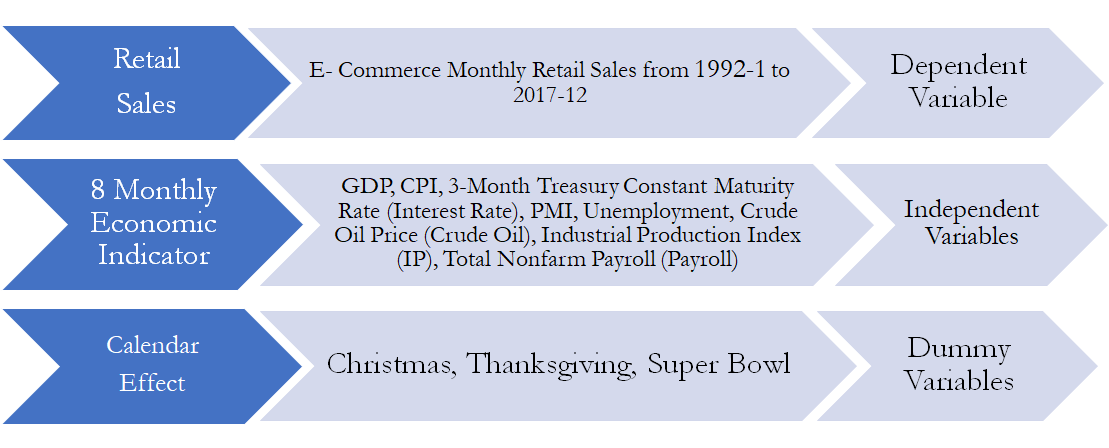 Retail
Sales
E- Commerce Monthly Retail Sales from 1992-1 to
2017-12
Dependent
Variable
8 Monthly
Economic
Indicator
GDP, CPI, 3-Month Treasury Constant Maturity
Rate (Interest Rate), PMI, Unemployment, Crude
Oil Price (Crude Oil), Industrial Production Index
(IP), Total Nonfarm Payroll (Payroll)
Independent
Variables
Calendar
Effect
Christmas, Thanksgiving, Super Bowl
Dummy
Variables